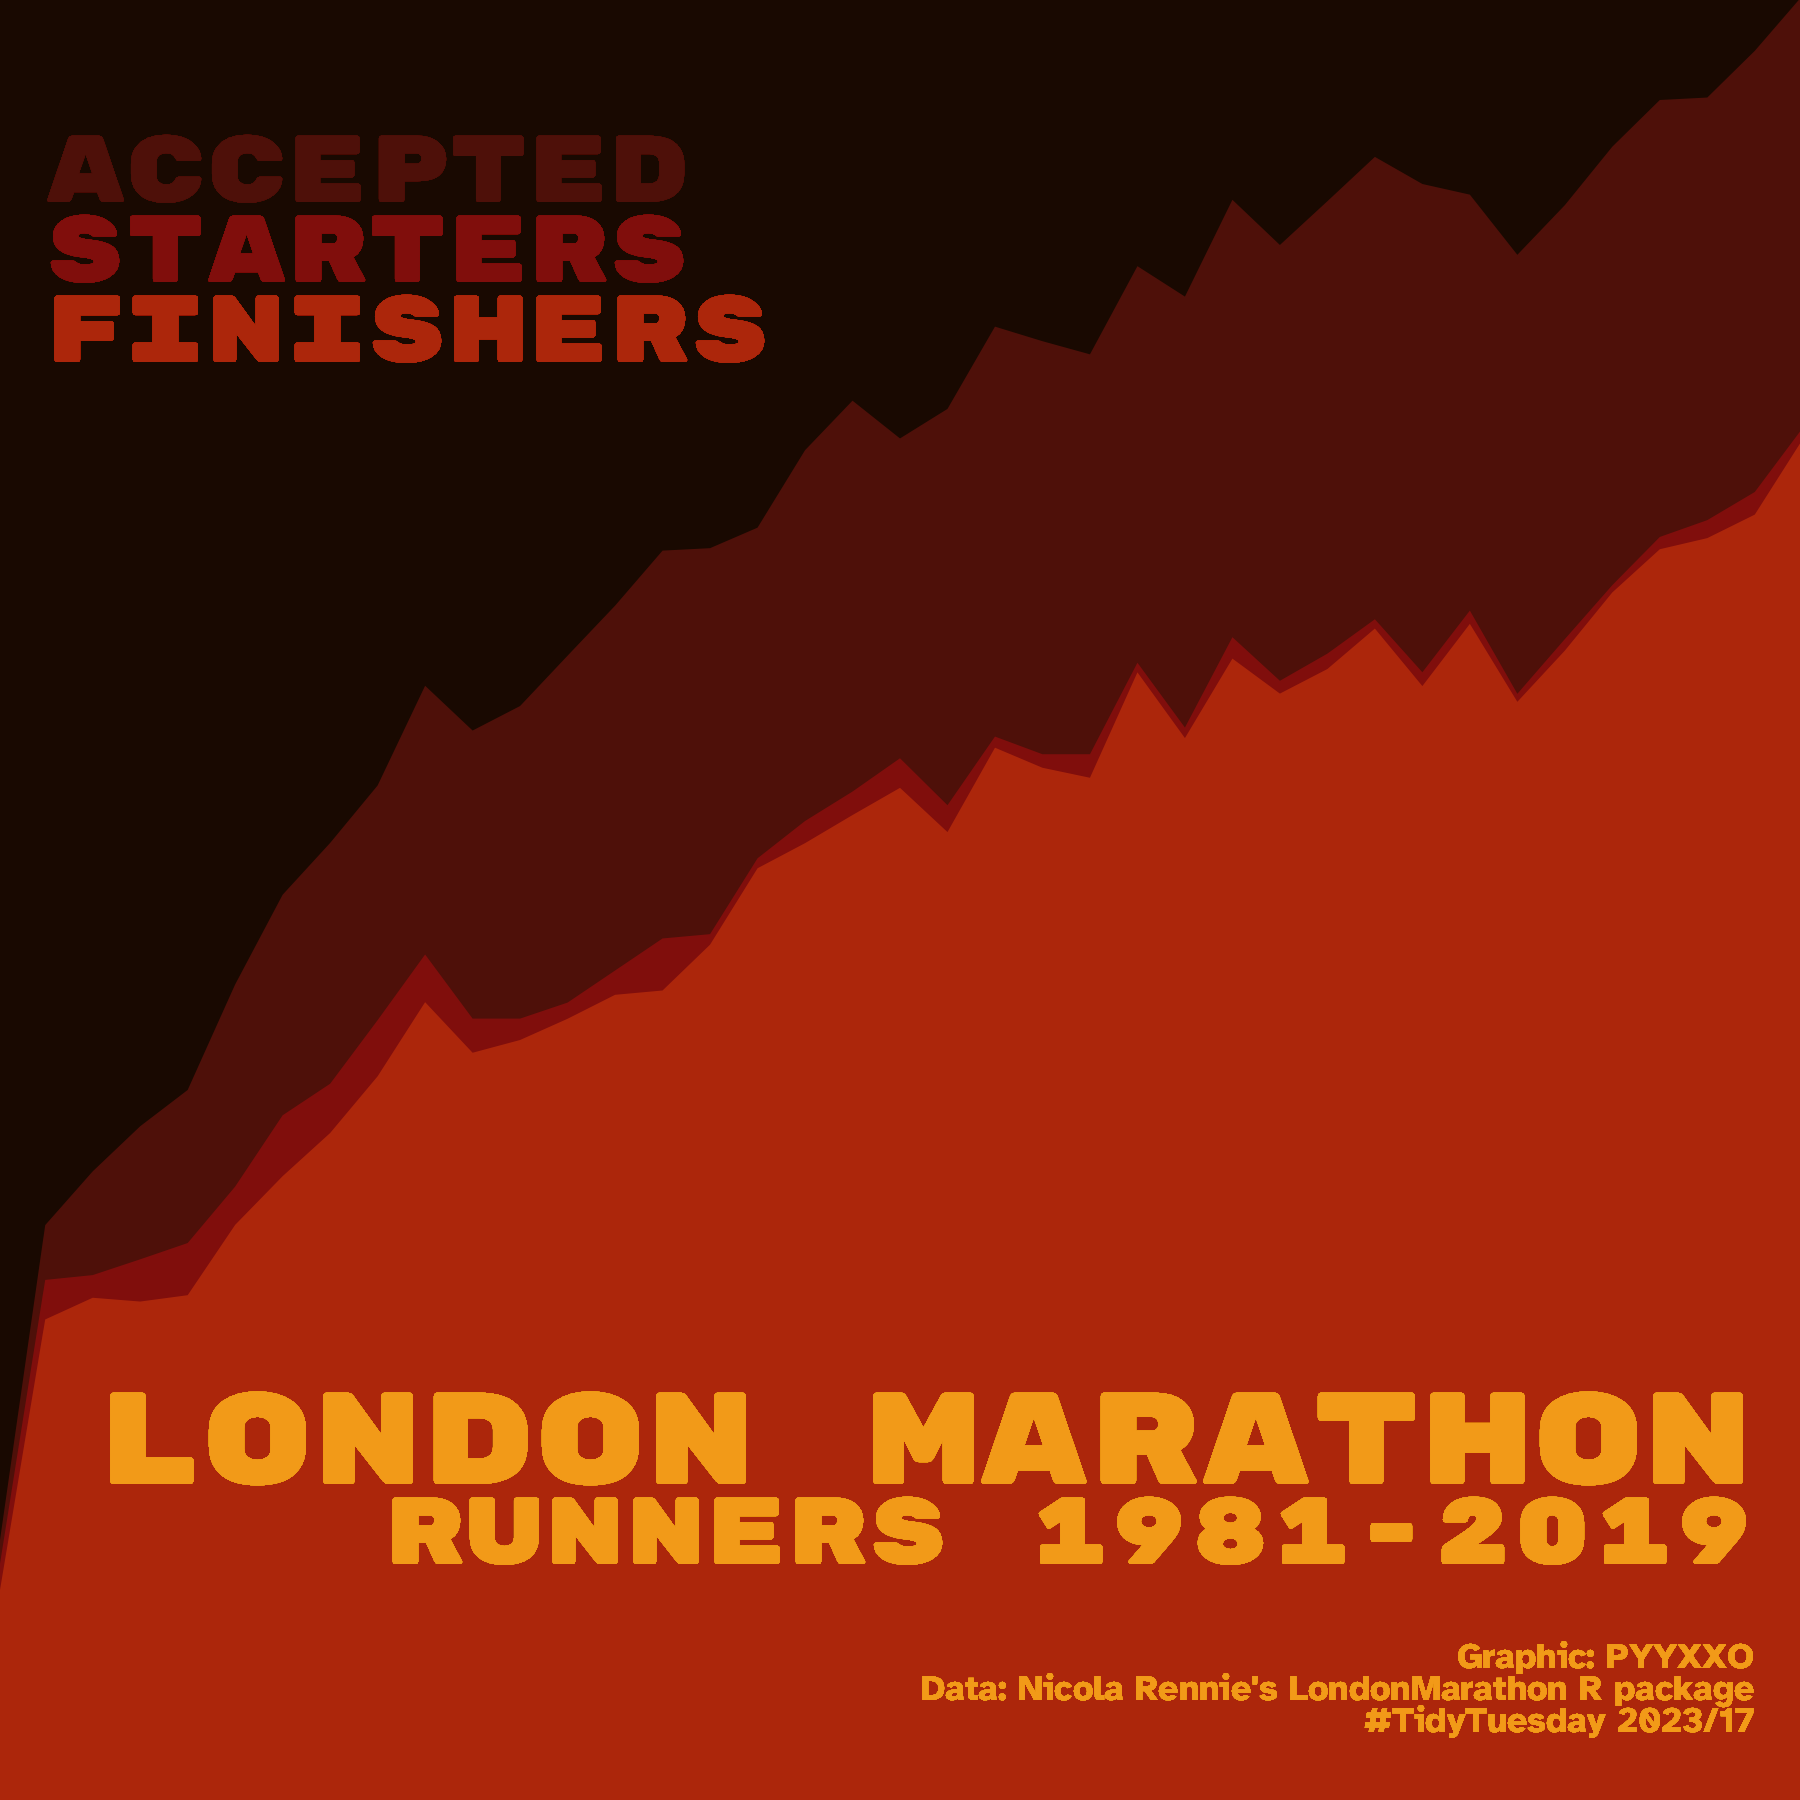 ACCEPTED
STARTERS
FINISHERS
LONDON MARATHON
RUNNERS 1981-2019
Graphic: PYYXXO
Data: Nicola Rennie's LondonMarathon R package
#TidyTuesday 2023/17